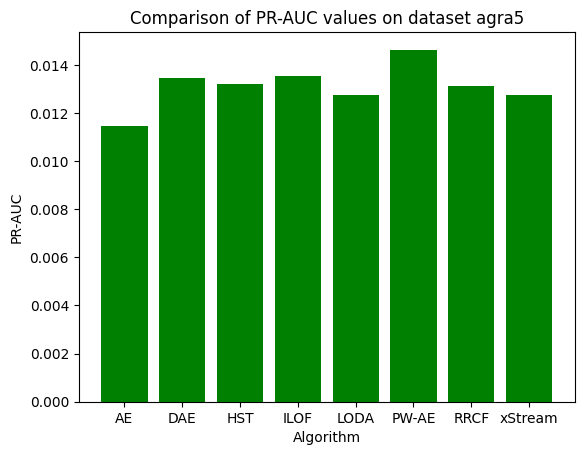 Comparison of PR-AUC values on dataset agra5
PR-AUC
0.014
0.012
0.010
0.008
0.006
0.004
0.002
0.000
AE DAE HST ILOF LODA PW-AE RRCF xStream
Algorithm